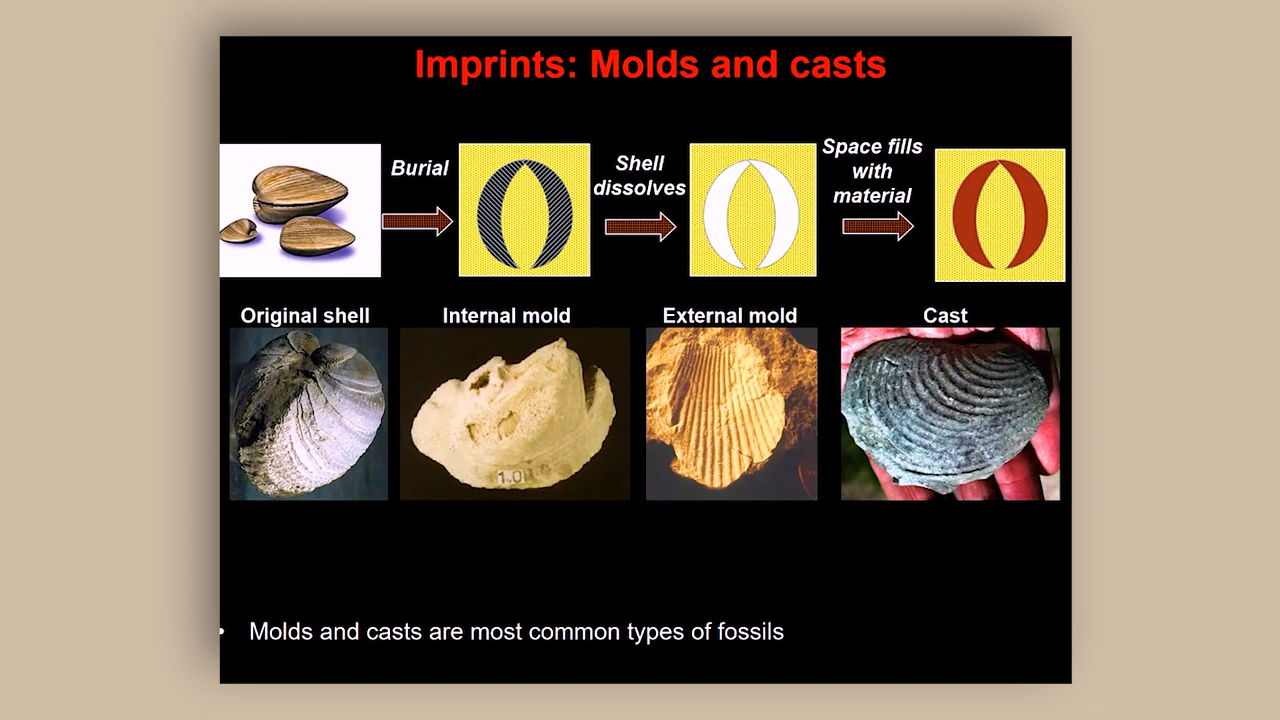 Imprints: Molds and casts
Burial
Shell
dissolves
Space fills
with
material
Original shell
Internal mold
External mold
Cast
1.0
• Molds and casts are most common types of fossils